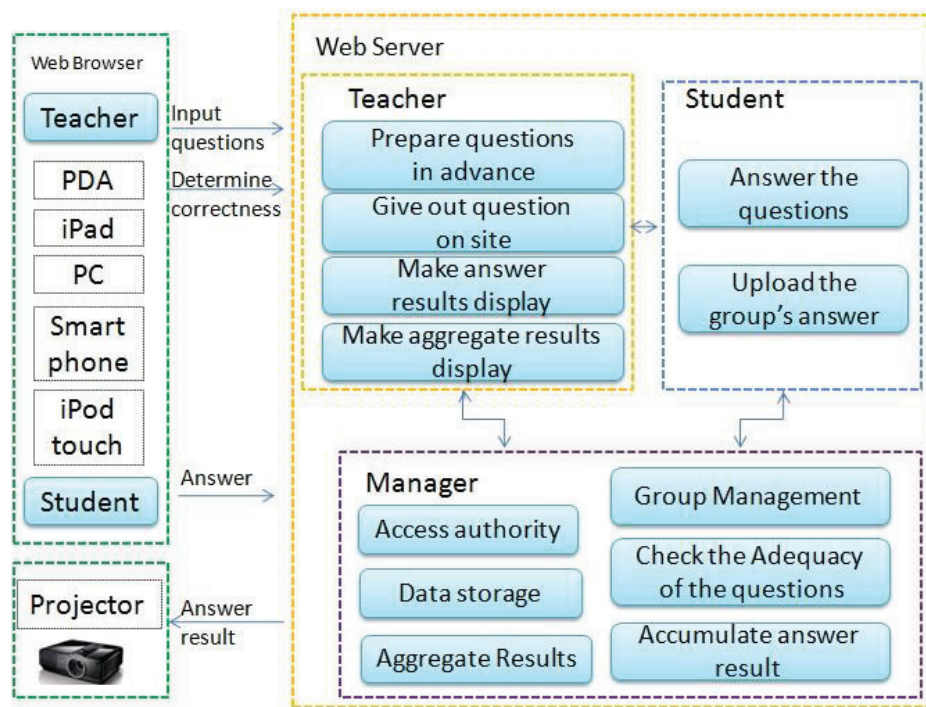 Web Browser
Teacher
PDA
iPad
PC
Smart
phone
iPod
touch
Student
Projector
Input
questions
Determine
correctness
Answer
Answer
result
Web Server
Teacher
Prepare questions
in advance
Give out question
on site
Make answer
results display
Make aggregate results
display
Student
Answer the
questions
Upload the
group's answer
Manager
Access authority
Data storage
Aggregate Results
Group Management
Check the Adequacy
of the questions
Accumulate answer
result